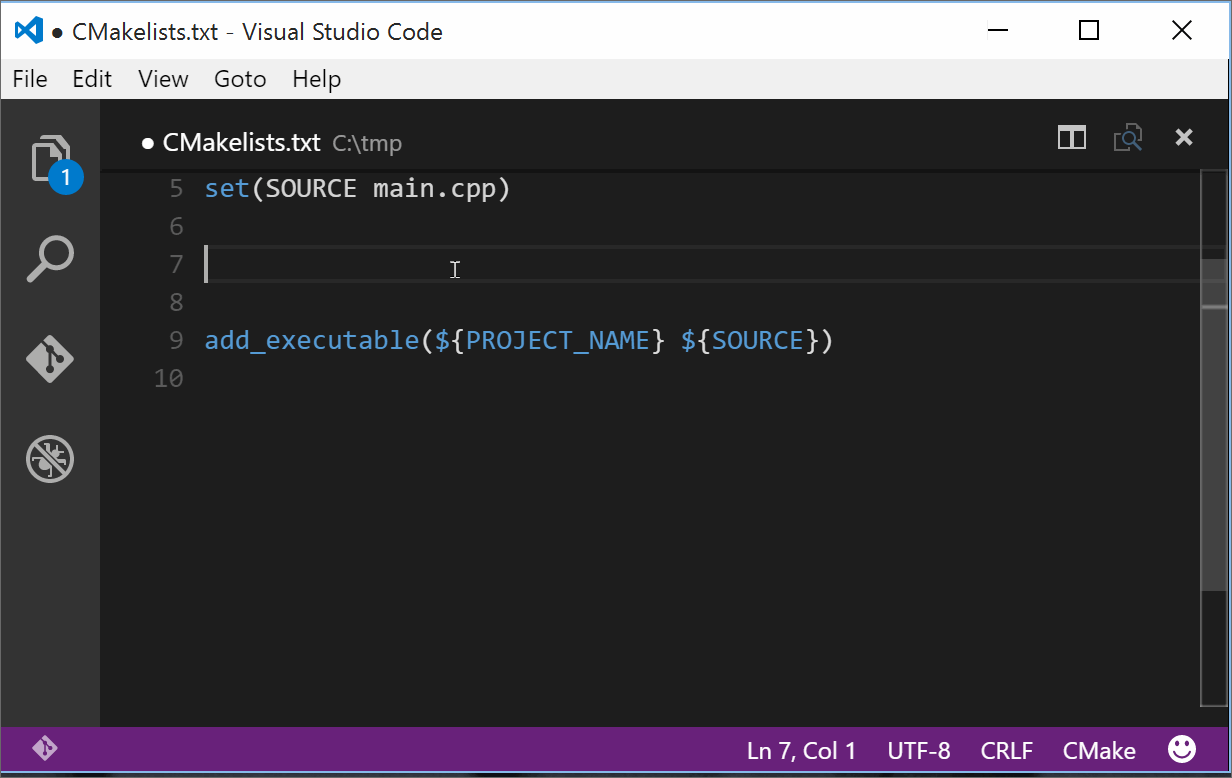 ● CMakelists.txt - Visual Studio Code
File Edit View Goto Help
● CMakelists.txt C:\tmp
1
5 set(SOURCE main.cpp)
6
7
8
9 add_executable(${PROJECT_NAME} ${SOURCE})
10
Ln 7, Col 1 UTF-8 CRLF CMake